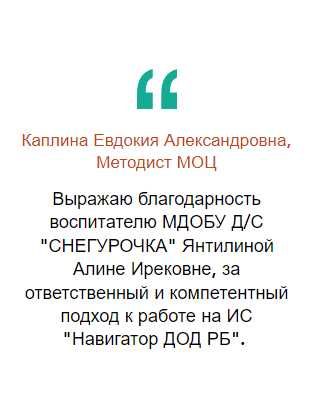 Каплина Евдокия Александровна,
Методист МОЦ
Выражаю благодарность
воспитателю МДОБУ Д/С
"СНЕГУРОЧКА" Янтилиной
Алине Ирековне, за
ответственный и компетентный
подход к работе на ИС
"Навигатор ДОД РБ".